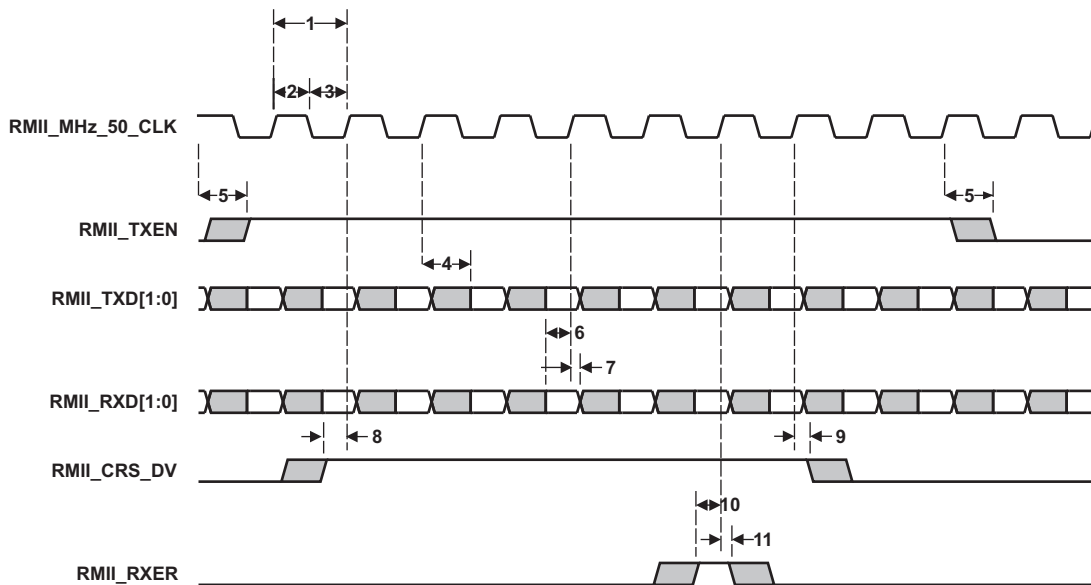 1
2 3
RMII_MHz_50_CLK
5 5
RMII_TXEN
4
RMII_TXD[1:0]
6
7
RMII_RXD[1:0]
8 9
RMII_CRS_DV
10
11
RMII_RXER